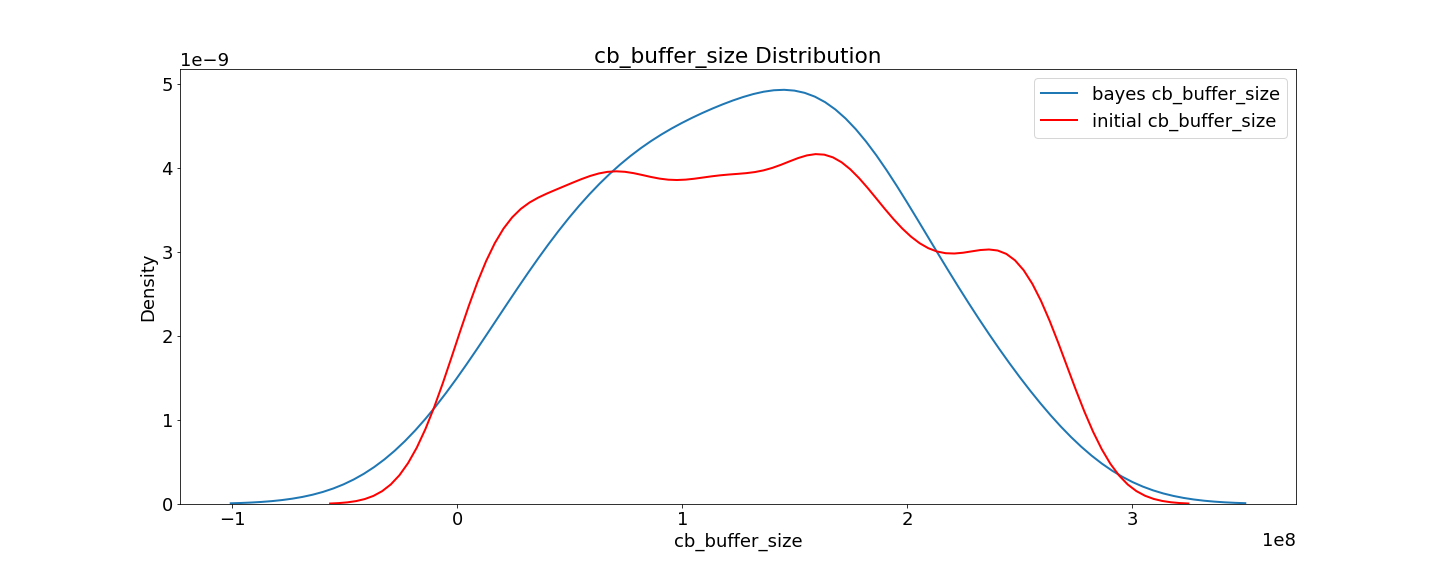 cb_buffer_size Distribution
1e−9
5
4
3
2
1
0
Density
bayes cb_buffer_size
initial cb_buffer_size
−1
0
1
2
3
cb_buffer_size
1e8